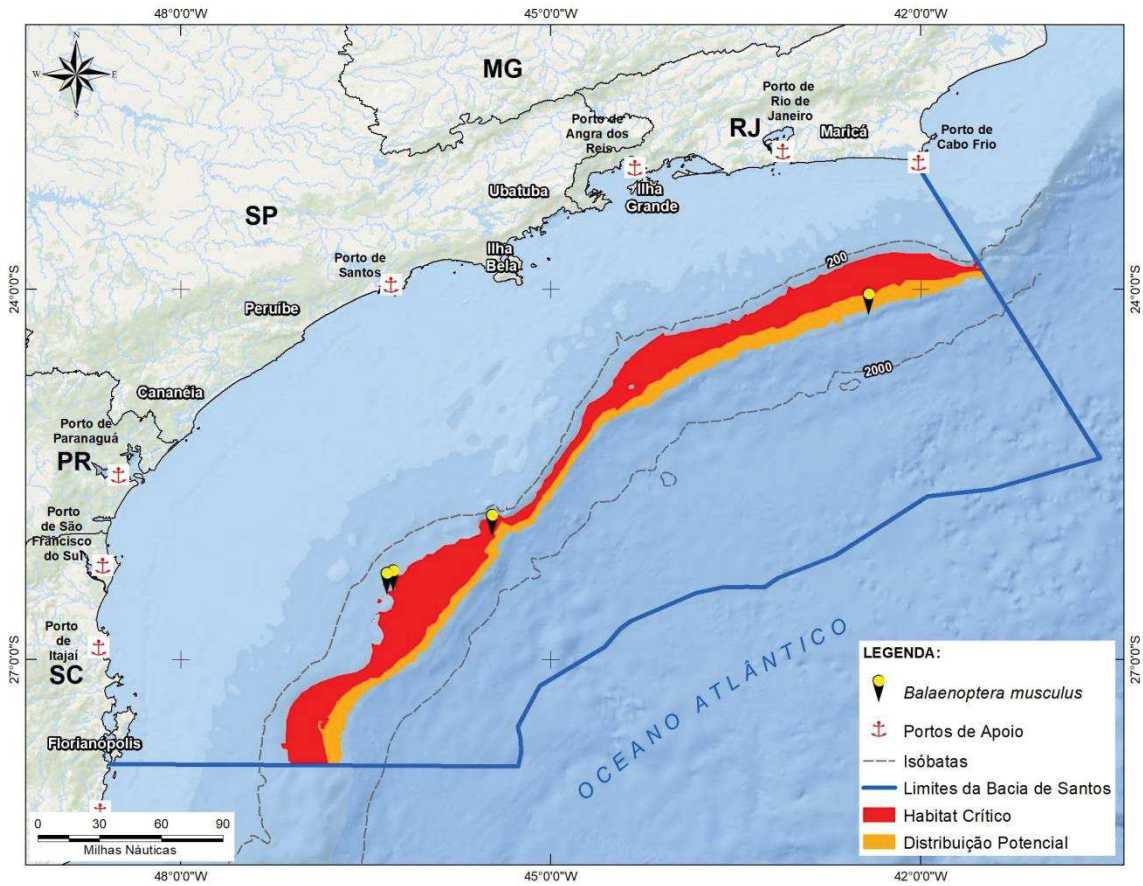 48°0'0"W
45°0'0"W
42°0'0"W
N
W
E
S
MG
Porto de
Rio de
Janeiro
Porto de
Angra dos
Reis
RJ
Maricá
Porto de
Cabo Frio
Ubatuba
Ilha
Grande
SP
Ilha
Bela
Porto de
Santos
200
24°0'0"S
24°0'0"S
Peruíbe
2000
Cananéia
Porto de
Paranaguá
PR
Porto
de São
Francisco
do Sul
Porto
de
Itajaí
SC
27°0'0"S
27°0'0"S
Florianópolis
OCEANO ATLÂNTICO
LEGENDA:
Balaenoptera musculus
Portos de Apoio
Isóbatas
Limites da Bacia de Santos
Habitat Crítico
Distribuição Potencial
0 30 60 90
Milhas Náuticas
48°0'0"W
45°0'0"W
42°0'0"W